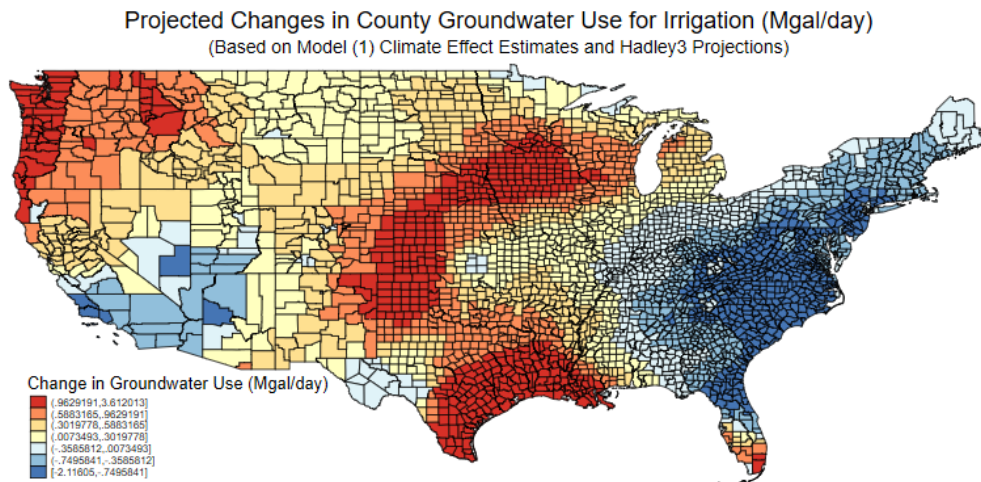 Projected Changes in County Groundwater Use for Irrigation (Mgal/day)
(Based on Model (1) Climate Effect Estimates and Hadley3 Projections)
Change in Groundwater Use (Mgal/day)
(.9629191,3.612013]
(.5883165,.9629191]
(.3019778,.5883165]
(.0073493,.3019778]
(-.3585812,.0073493]
(-.7495841,-.3585812]
[-2.11605,-.7495841]